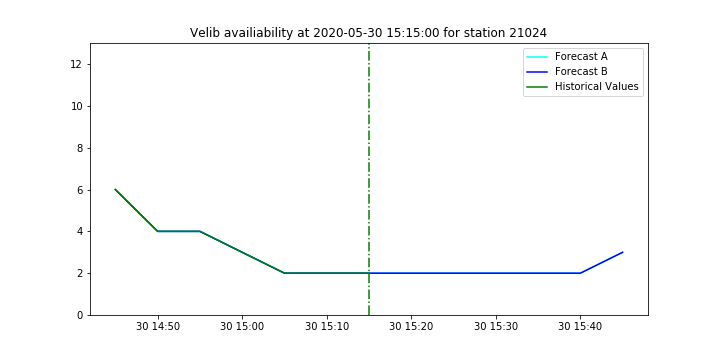 Velib availiability at 2020-05-30 15:15:00 for station 21024
Forecast A
Forecast B
Historical Values
12
10
8
6
4
2
0
30 14:50 30 15:00 30 15:10 30 15:20 30 15:30 30 15:40